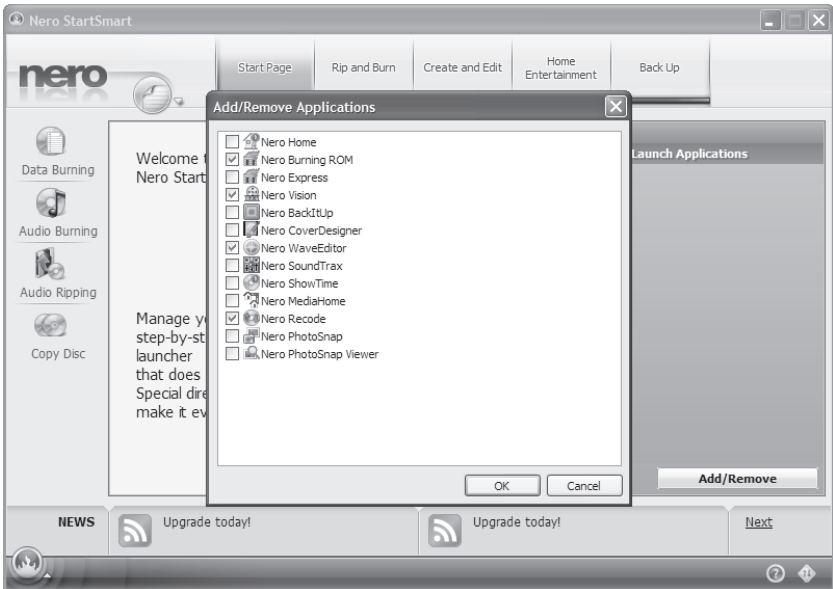 Nero StartSmart
nero
Start Page
Rip and Burn
Create and Edit
Home
Entertainment
Back Up
Data Burning
Audio Burning
Audio Ripping
Copy Disc
Welcome t
Nero Start
Manage yo
step-by-st
launcher
that does
Special dire
make it ev
Add/Remove Applications
Nero Home
Nero Burning ROM
Nero Express
Nero Vision
Nero BackItUp
Nero CoverDesigner
Nero WaveEditor
Nero SoundTrax
Nero ShowTime
Nero MediaHome
Nero Recode
Nero PhotoSnap
Nero PhotoSnap Viewer
OK
Cancel
Launch Applications
Add/Remove
NEWS
Upgrade today!
Upgrade today!
Next